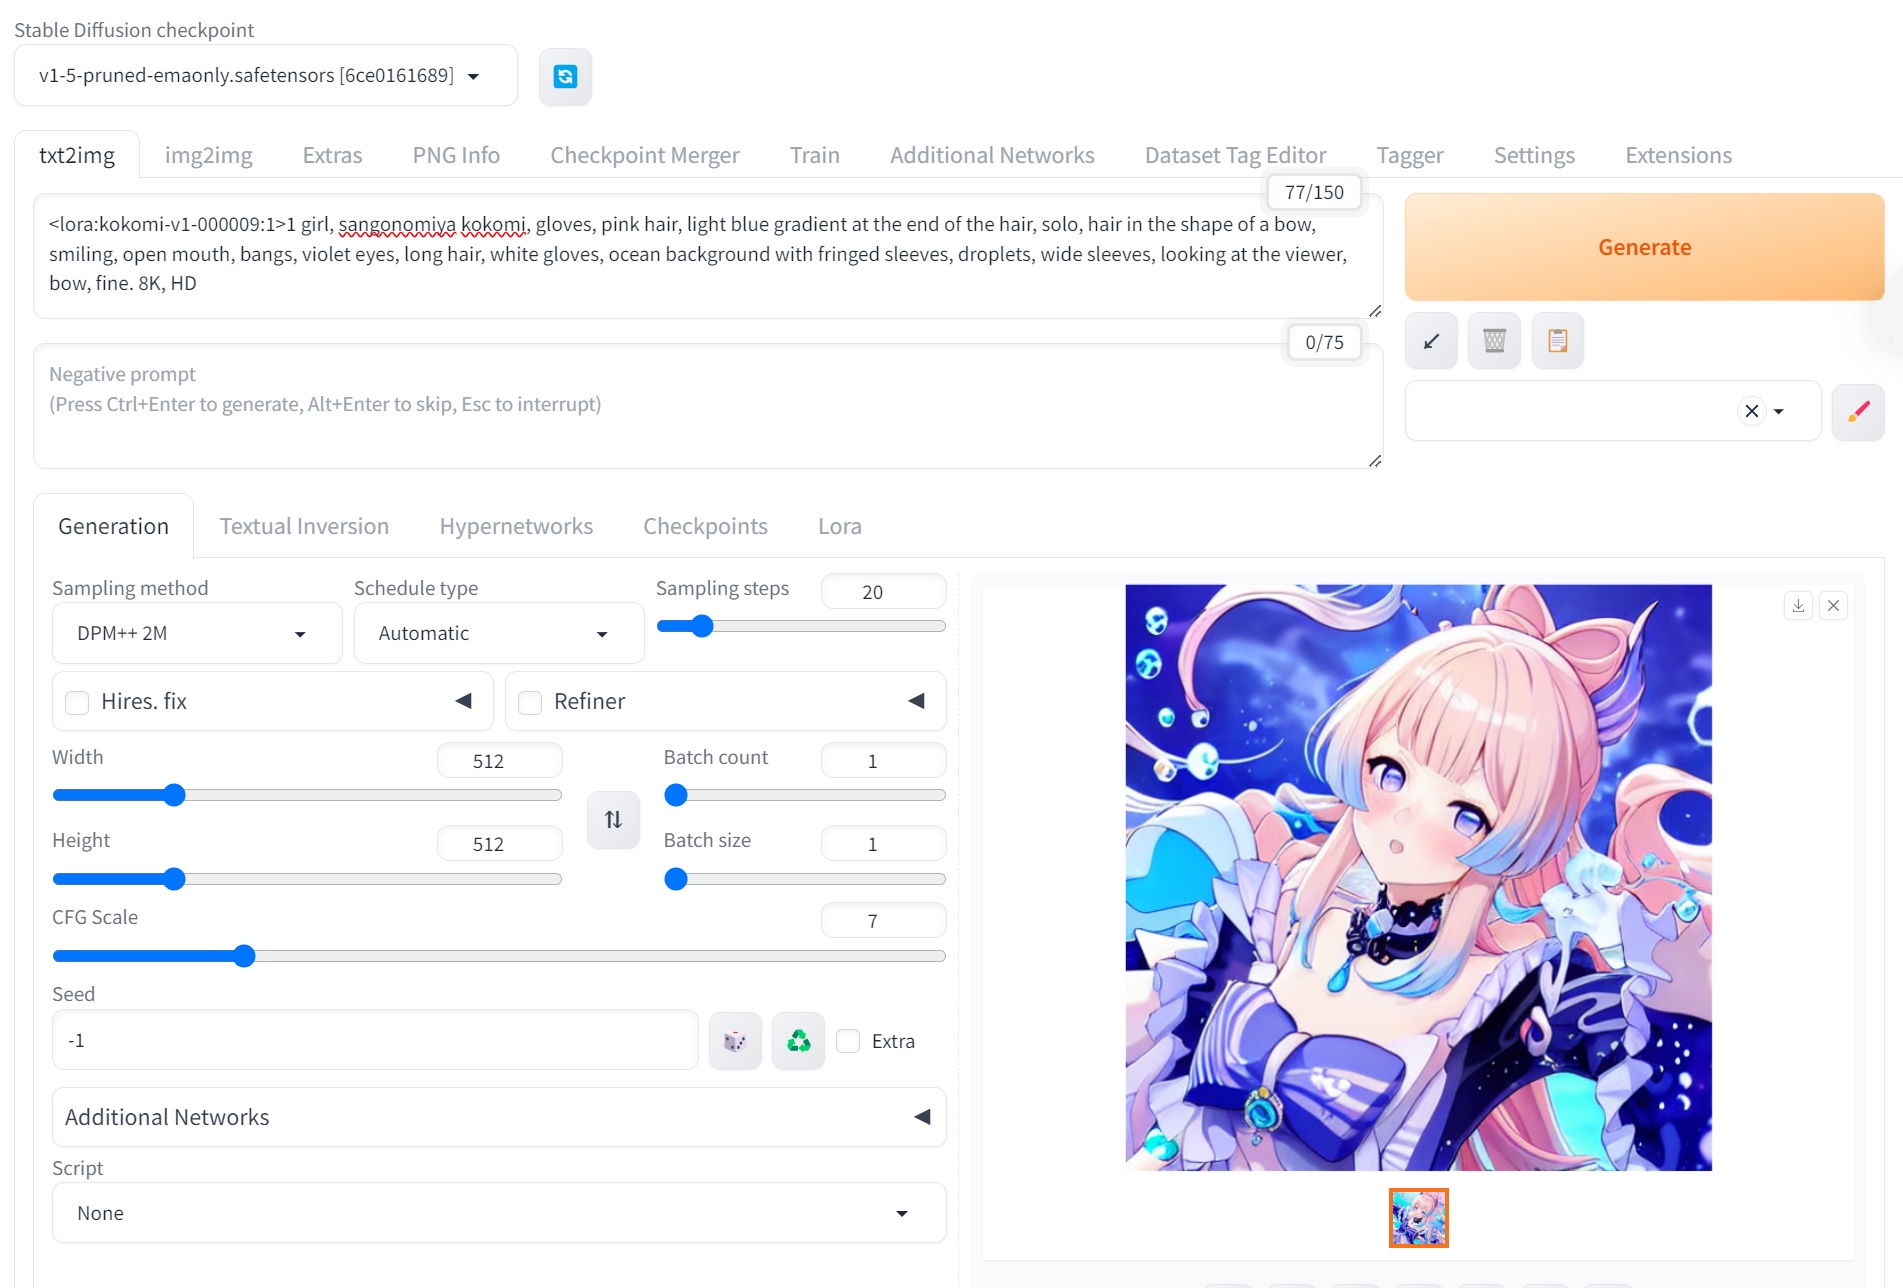 Stable Diffusion checkpoint
v1-5-pruned-emaonly.safetensors [6ce0161689]
txt2img img2img Extras PNG Info Checkpoint Merger Train Additional Networks Dataset Tag Editor Tagger Settings Extensions
77/150
<lora:kokomi-v1-000009:1>1 girl, sangonomiya kokomi, gloves, pink hair, light blue gradient at the end of the hair, solo, hair in the shape of a bow,
smiling, open mouth, bangs, violet eyes, long hair, white gloves, ocean background with fringed sleeves, droplets, wide sleeves, looking at the viewer,
bow, fine. 8K, HD
Generate
0/75
Negative prompt
(Press Ctrl+Enter to generate, Alt+Enter to skip, Esc to interrupt)
Generation Textual Inversion Hypernetworks Checkpoints Lora
Sampling method Schedule type Sampling steps 20
DPM++ 2M Automatic
Hires. fix Refiner
Width 512 Batch count 1
Height 512 Batch size 1
CFG Scale 7
Seed
-1 Extra
Additional Networks
Script
None